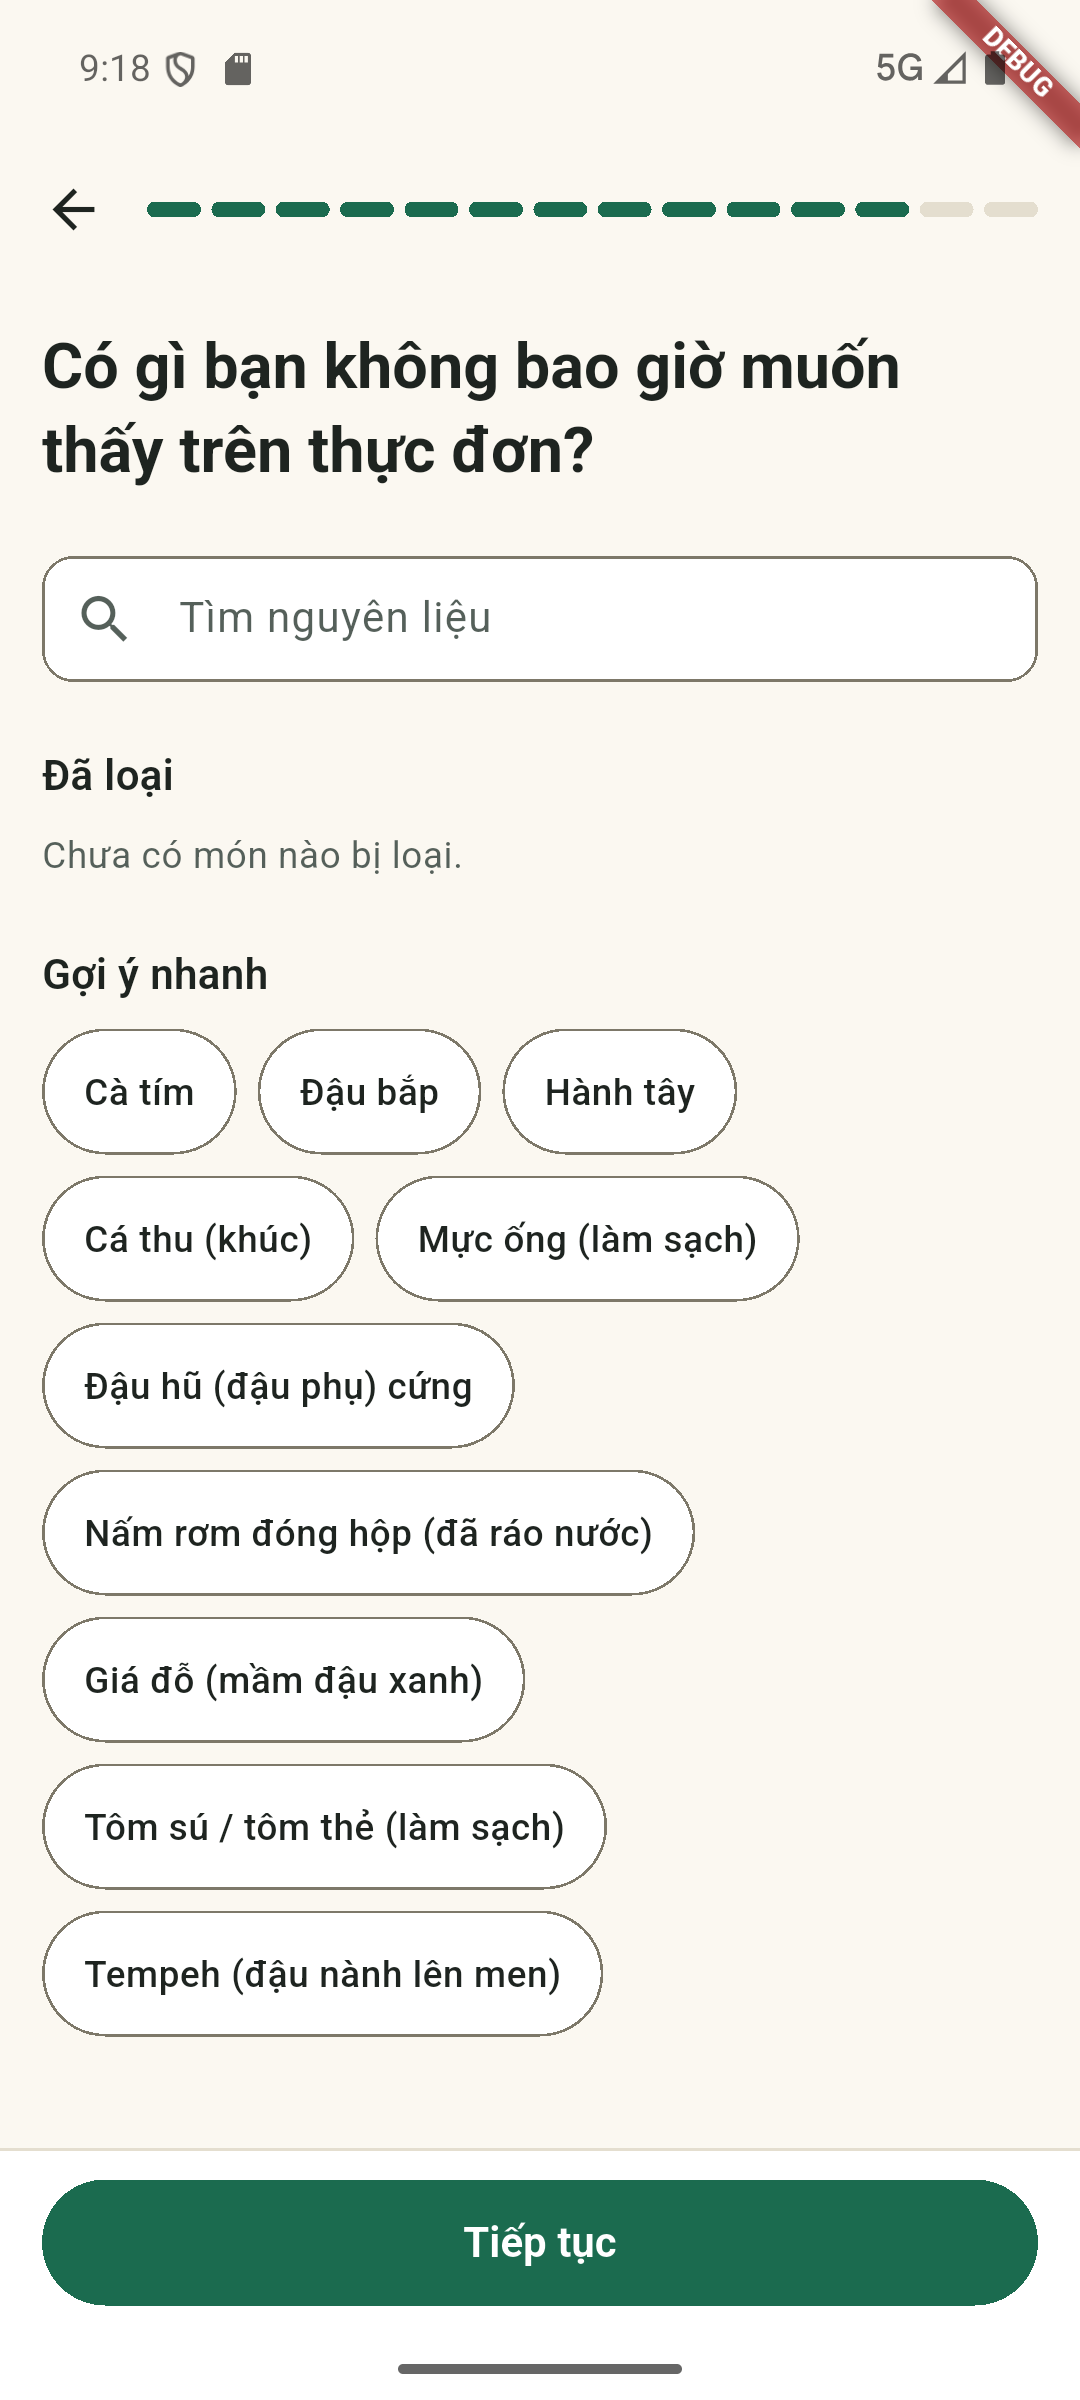 9:18
5G
DEBUG
Có gì bạn không bao giờ muốn
thấy trên thực đơn?
Tìm nguyên liệu
Đã loại
Chưa có món nào bị loại.
Gợi ý nhanh
Cà tím
Đậu bắp
Hành tây
Cá thu (khúc)
Mực ống (làm sạch)
Đậu hũ (đậu phụ) cứng
Nấm rơm đóng hộp (đã ráo nước)
Giá đỗ (mầm đậu xanh)
Tôm sú / tôm thẻ (làm sạch)
Tempeh (đậu nành lên men)
Tiếp tục